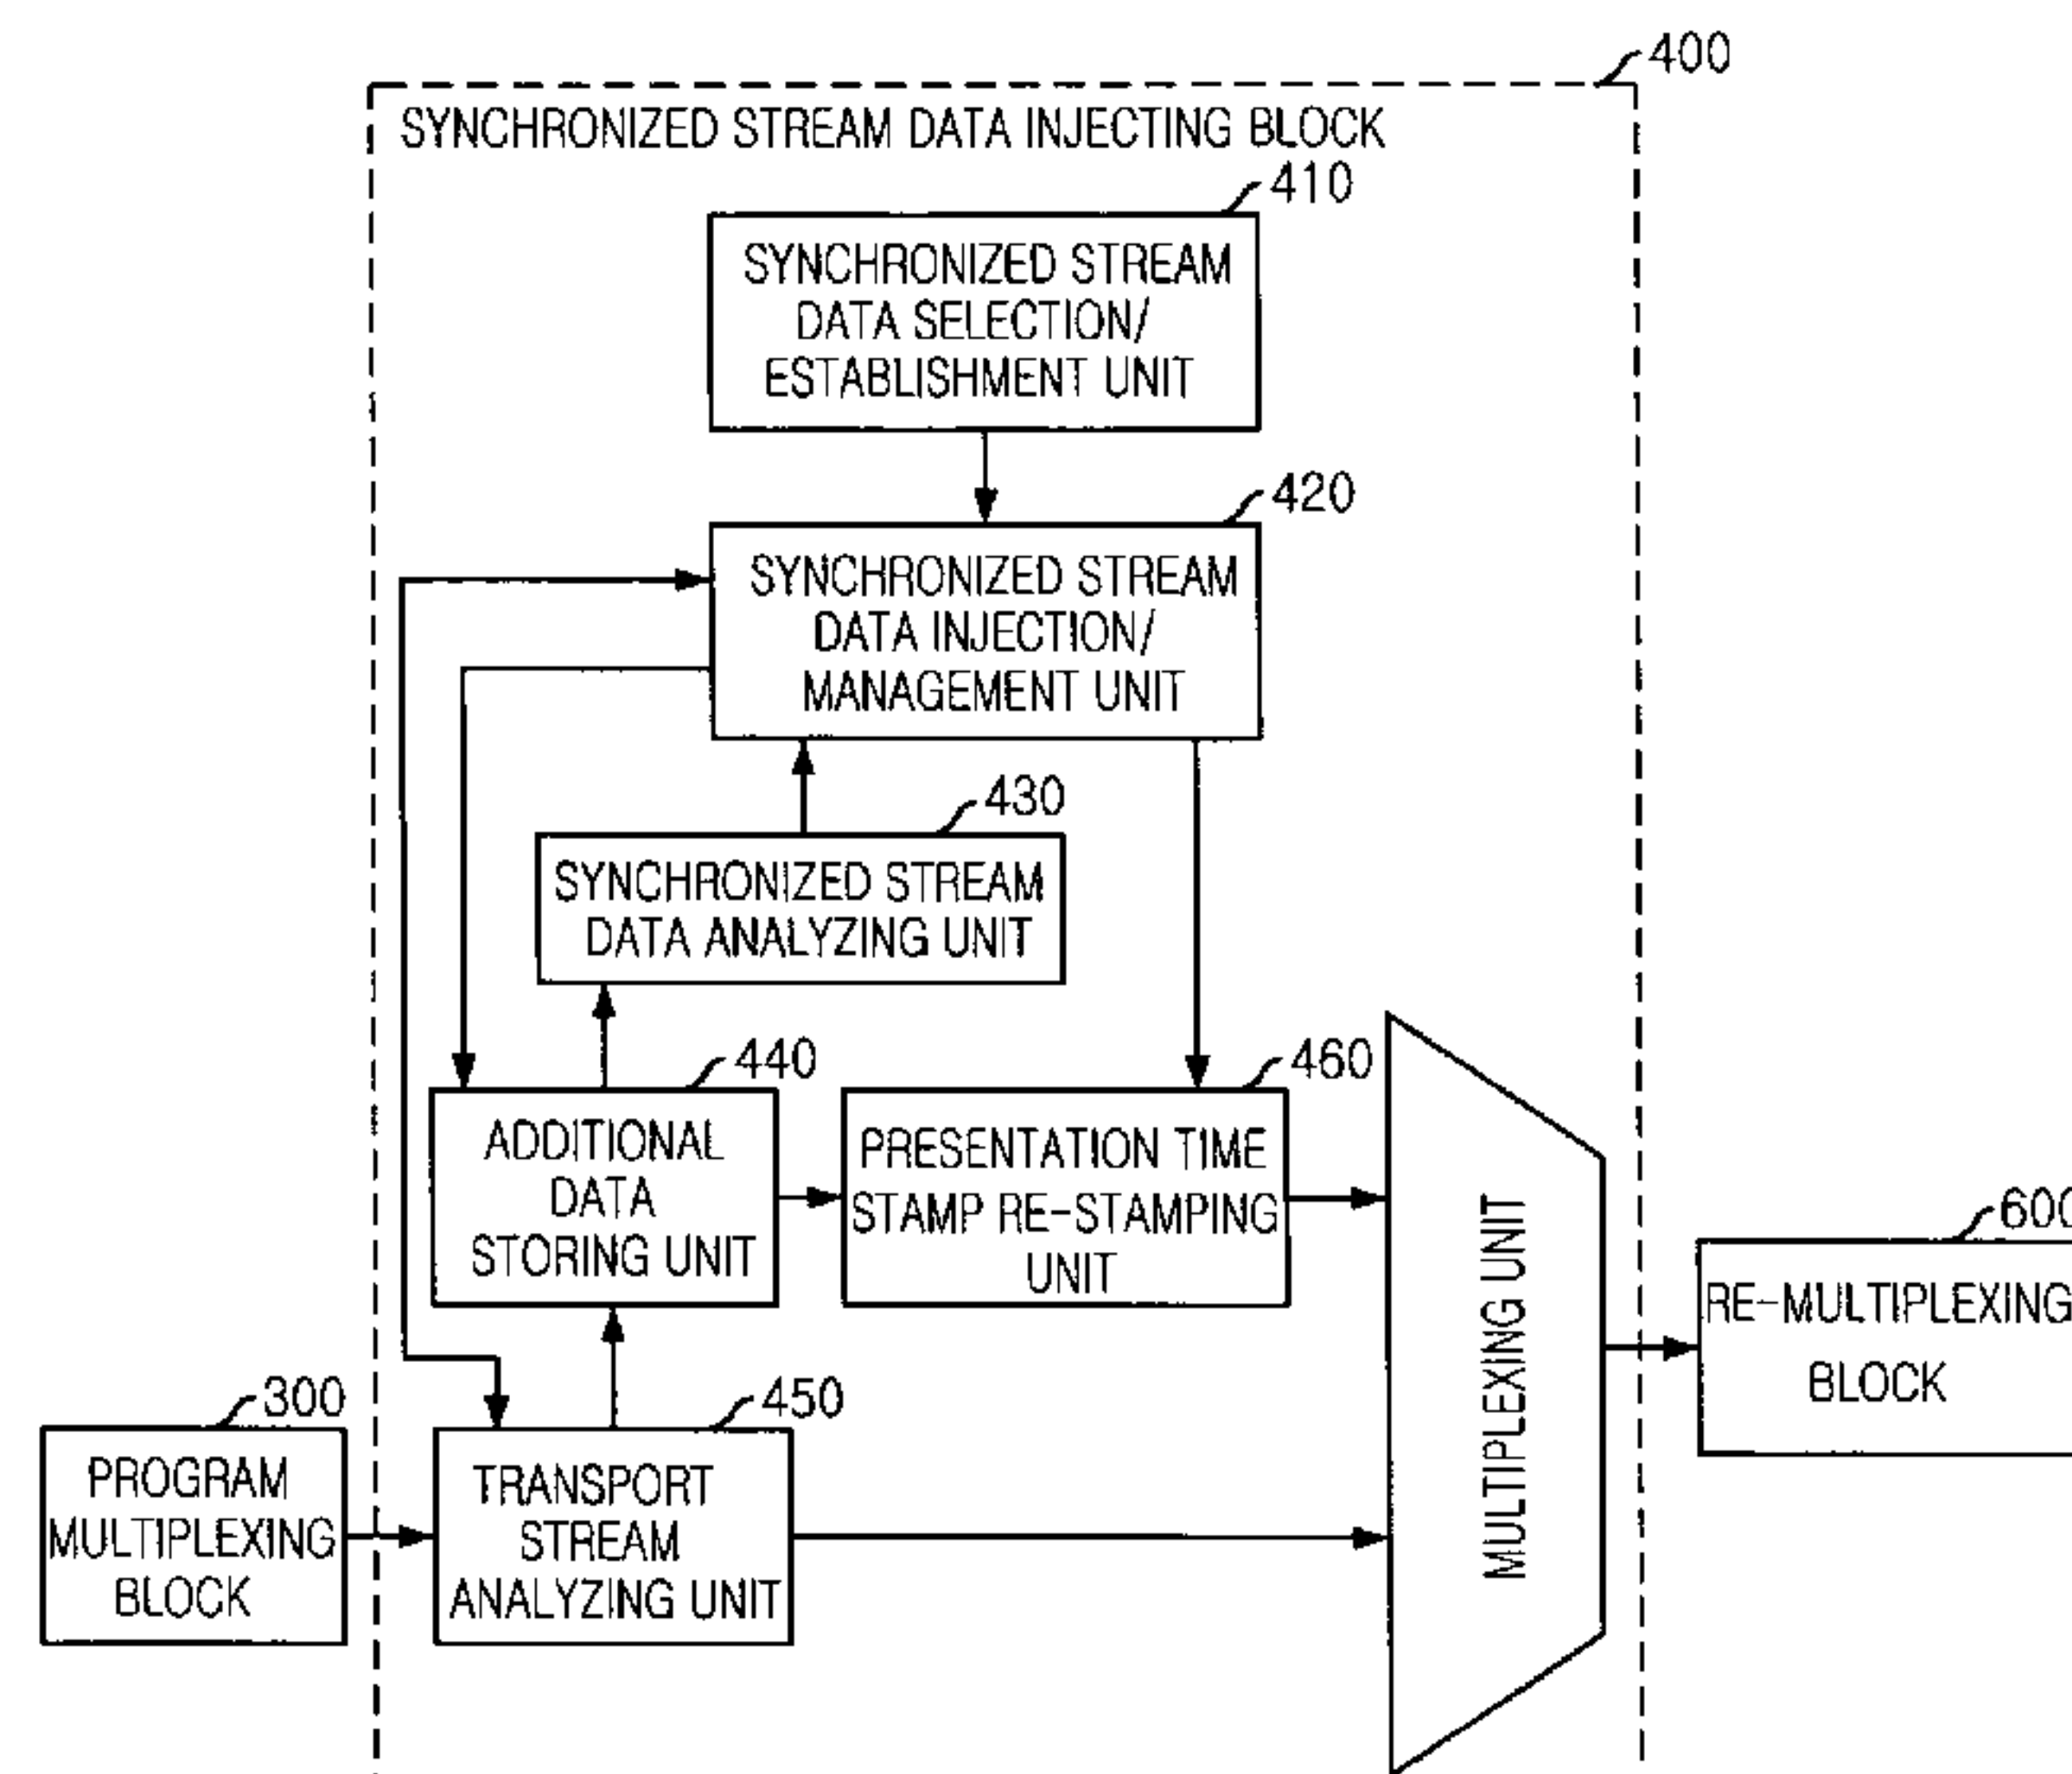 400
SYNCHRONIZED STREAM DATA INJECTING BLOCK
410
SYNCHRONIZED STREAM
DATA SELECTION/
ESTABLISHMENT UNIT
420
SYNCHRONIZED STREAM
DATA INJECTION/
MANAGEMENT UNIT
430
SYNCHRONIZED STREAM
DATA ANALYZING UNIT
440
ADDITIONAL
DATA
STORING UNIT
460
PRESENTATION TIME
STAMP RE-STAMPING
UNIT
MULTIPLEXING UNIT
600
RE-MULTIPLEXING
BLOCK
300
PROGRAM
MULTIPLEXING
BLOCK
450
TRANSPORT
STREAM
ANALYZING UNIT